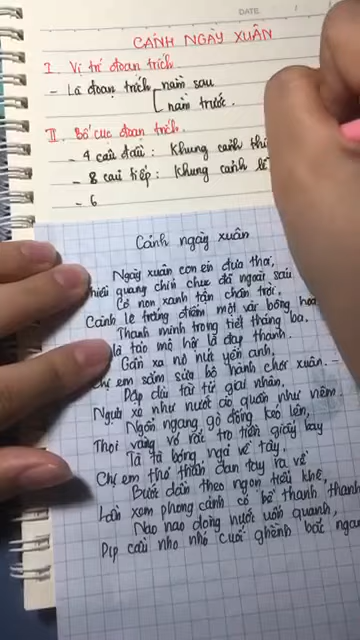 DATE
CẢNH NGÀY XUÂN
I. Vị trí đoạn trích
- Là đoạn trích nằm sau
nằm trước.
II. Bố cục đoạn trích.
- 4 câu đầu: Khung cảnh
- 8 câu tiếp: Khung cảnh lễ
- 6
Cảnh ngày xuân
Ngày xuân con én đưa thoi,
Thiều quang chín chục đã ngoài sáu
Cỏ non xanh tận chân trời.
Cành lê trắng điểm một vài bông hoa
Thanh minh trong tiết tháng ba.
là tảo mộ hội là đạp thanh.
Gần xa nô nức yến anh,
Chị em sắm sửa bộ hành chơi xuân.
Dập dìu tài tử giai nhân,
Ngựa xe như nước áo quần như nêm.
Ngổn ngang gò đống kéo lên,
Thoi vàng vó rắc tro tiền giấy bay
Tà tà bóng ngả về tây,
Chị em thơ thẩn dan tay ra về
Bước dần theo ngọn tiểu khê,
Lần xem phong cảnh có bề thanh thanh
Nao nao dòng nước uốn quanh,
Dịp cầu nho nhỏ cuối ghềnh bắc ngang